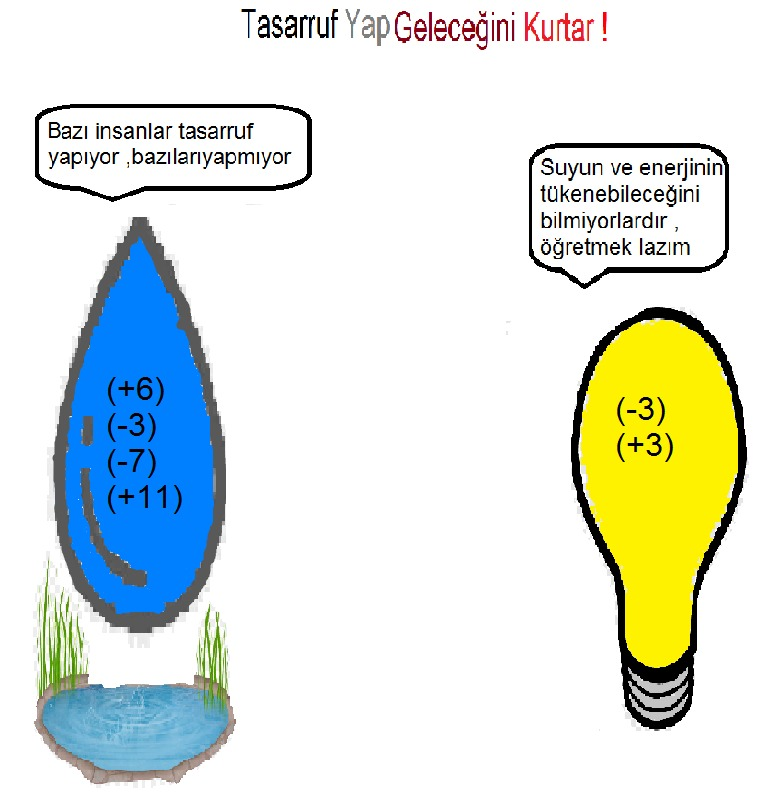 Tasarruf Yap Geleceğini Kurtar !
Bazı insanlar tasarruf
yapıyor ,bazılarıyapmıyor
Suyun ve enerjinin
tükenebileceğini
bilmiyorlardır ,
öğretmek lazım
(+6)
(-3)
(-7)
(+11)
(-3)
(+3)